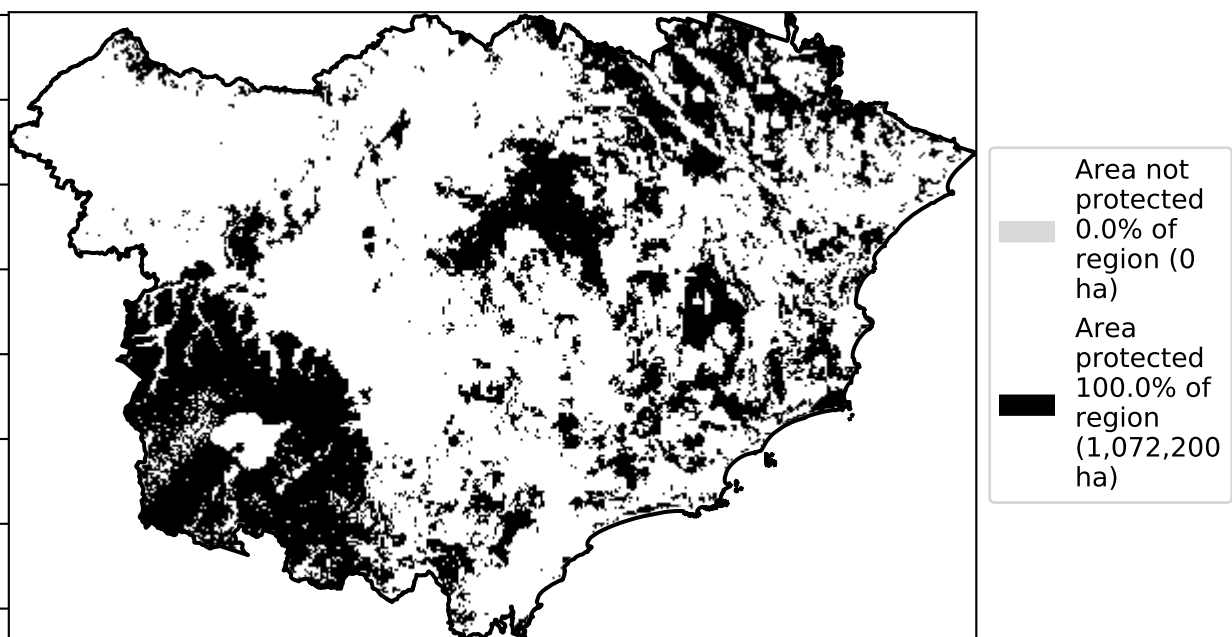 Area not
protected
0.0% of
region (0
ha)
Area
protected
100.0% of
region
(1,072,200
ha)